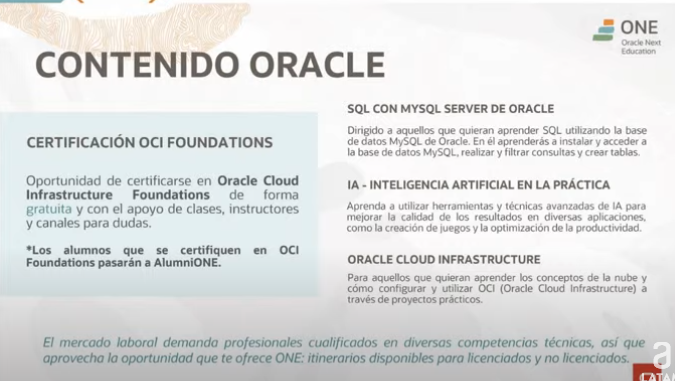 ONE
Oracle Next
Education
CONTENIDO ORACLE
CERTIFICACIÓN OCI FOUNDATIONS
Oportunidad de certificarse en Oracle Cloud
Infrastructure Foundations de forma
gratuita y con el apoyo de clases, instructores
y canales para dudas.
*Los alumnos que se certifiquen en OCI
Foundations pasarán a AlumniONE.
SQL CON MYSQL SERVER DE ORACLE
Dirigido a aquellos que quieran aprender SQL utilizando la base
de datos MySQL de Oracle. En él aprenderás a instalar y acceder a
la base de datos MySQL, realizar y filtrar consultas y crear tablas.
IA - INTELIGENCIA ARTIFICIAL EN LA PRÁCTICA
Aprenda a utilizar herramientas y técnicas avanzadas de IA para
mejorar la calidad de los resultados en diversas aplicaciones,
como la creación de juegos y la optimización de la productividad.
ORACLE CLOUD INFRASTRUCTURE
Para aquellos que quieran aprender los conceptos de la nube y
cómo configurar y utilizar OCI (Oracle Cloud Infrastructure) a
través de proyectos prácticos.
El mercado laboral demanda profesionales cualificados en diversas competencias técnicas, así que
aprovecha la oportunidad que te ofrece ONE: itinerarios disponibles para licenciados y no licenciados.